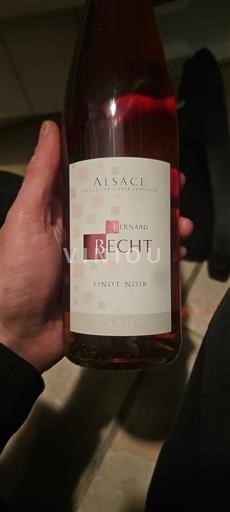 ALSACE
APPELLATION ALSACE CONTRÔLÉE
BERNARD
BECHT
VINIOU
PINOT NOIR
ROSÉ